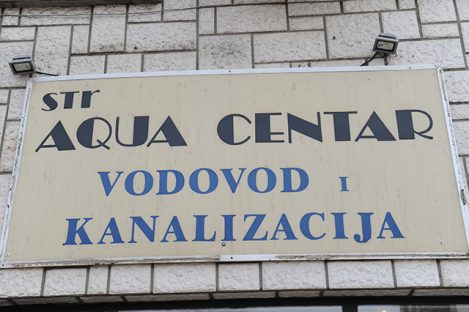 STR
AQUA CENTAR
VODOVOD I
KANALIZACIJA